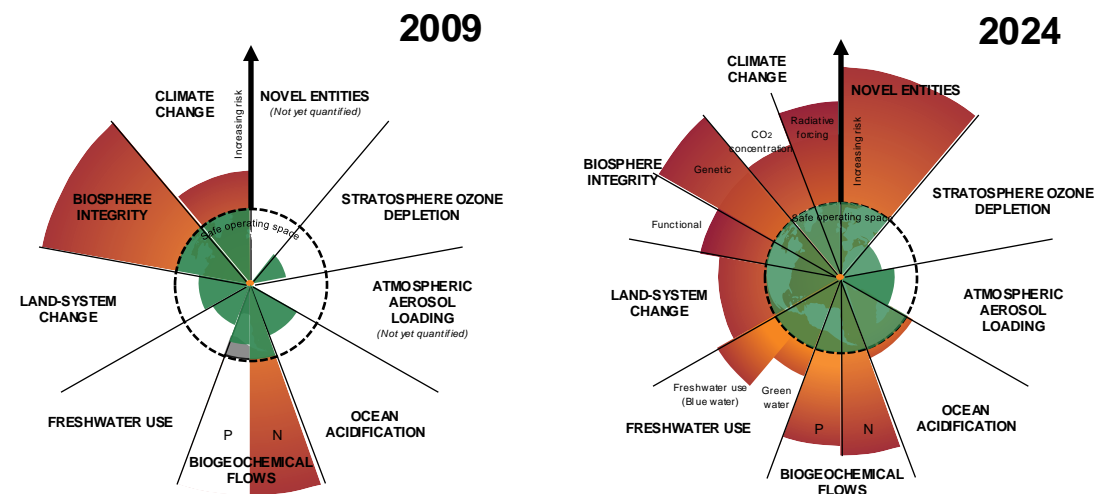 2009
CLIMATE
CHANGE
NOVEL ENTITIES
(Not yet quantified)
Increasing risk
BIOSPHERE
INTEGRITY
Safe operating space
STRATOSPHERE OZONE
DEPLETION
LAND-SYSTEM
CHANGE
ATMOSPHERIC
AEROSOL
LOADING
(Not yet quantified)
FRESHWATER USE
OCEAN
ACIDIFICATION
P
N
BIOGEOCHEMICAL
FLOWS
2024
CLIMATE
CHANGE
NOVEL ENTITIES
Radiative
forcing
Increasing risk
CO2
concentration
BIOSPHERE
INTEGRITY
Genetic
Functional
Safe operating space
STRATOSPHERE OZONE
DEPLETION
LAND-SYSTEM
CHANGE
ATMOSPHERIC
AEROSOL
LOADING
Freshwater use
(Blue water)
Green
water
FRESHWATER USE
OCEAN
ACIDIFICATION
P
N
BIOGEOCHEMICAL
FLOWS